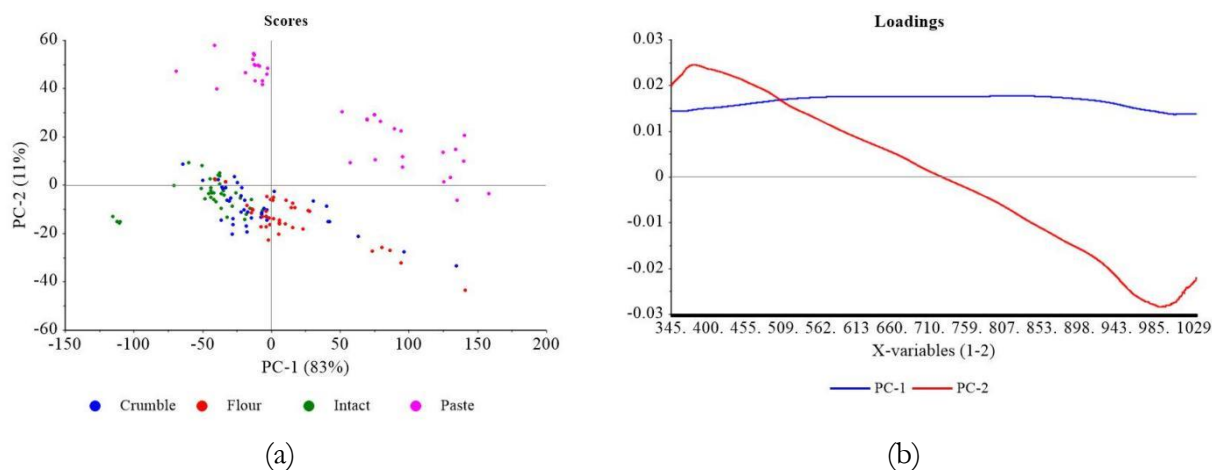 Scores
60
40
20
0
-20
-40
-60
PC-2 (11%)
-150 -100 -50 0 50 100 150 200
PC-1 (83%)
Crumble Flour Intact Paste
(a)
Loadings
0.03
0.02
0.01
0
-0.01
-0.02
-0.03
345. 400. 455. 509. 562. 613 660. 710. 759. 807. 853. 898. 943. 985. 1029
X-variables (1-2)
PC-1 PC-2
(b)